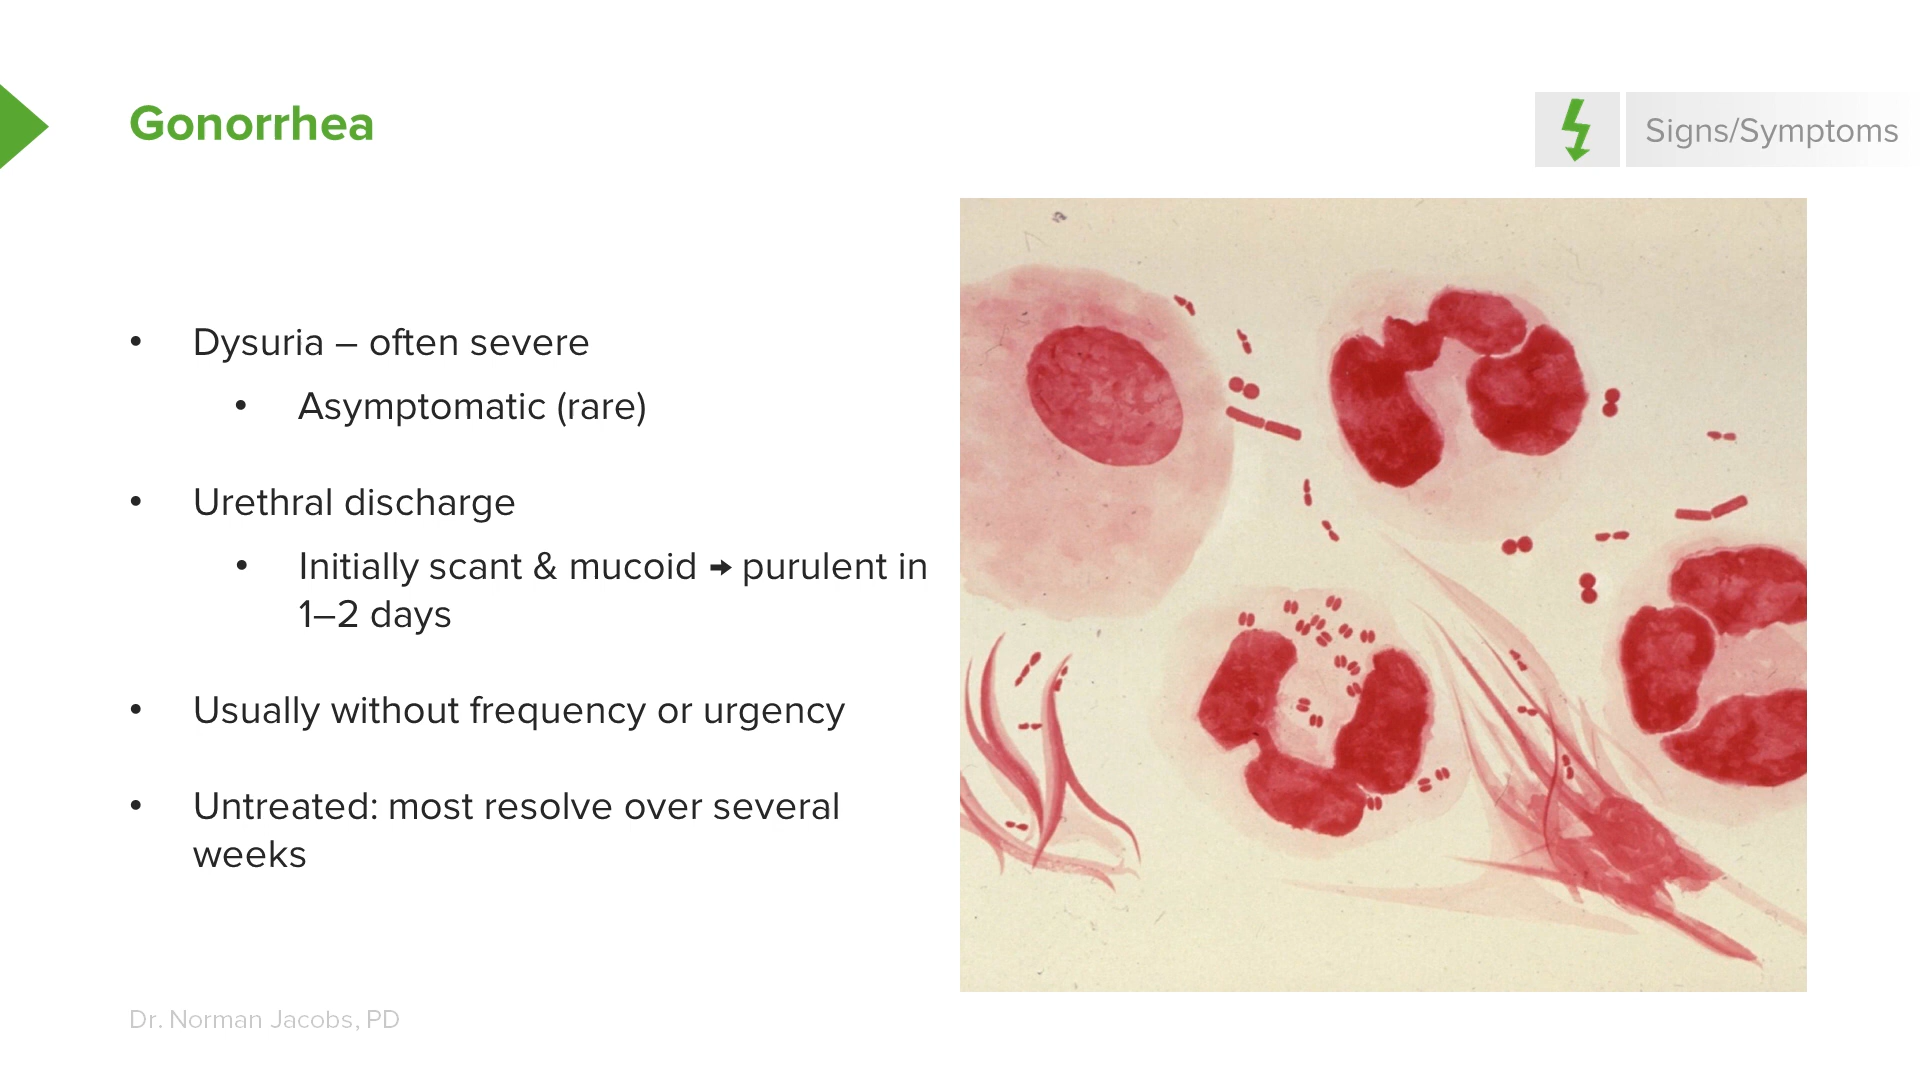 Gonorrhea
Signs/Symptoms
• Dysuria – often severe
• Asymptomatic (rare)
• Urethral discharge
• Initially scant & mucoid → purulent in
1–2 days
• Usually without frequency or urgency
• Untreated: most resolve over several
weeks
Dr. Norman Jacobs, PD